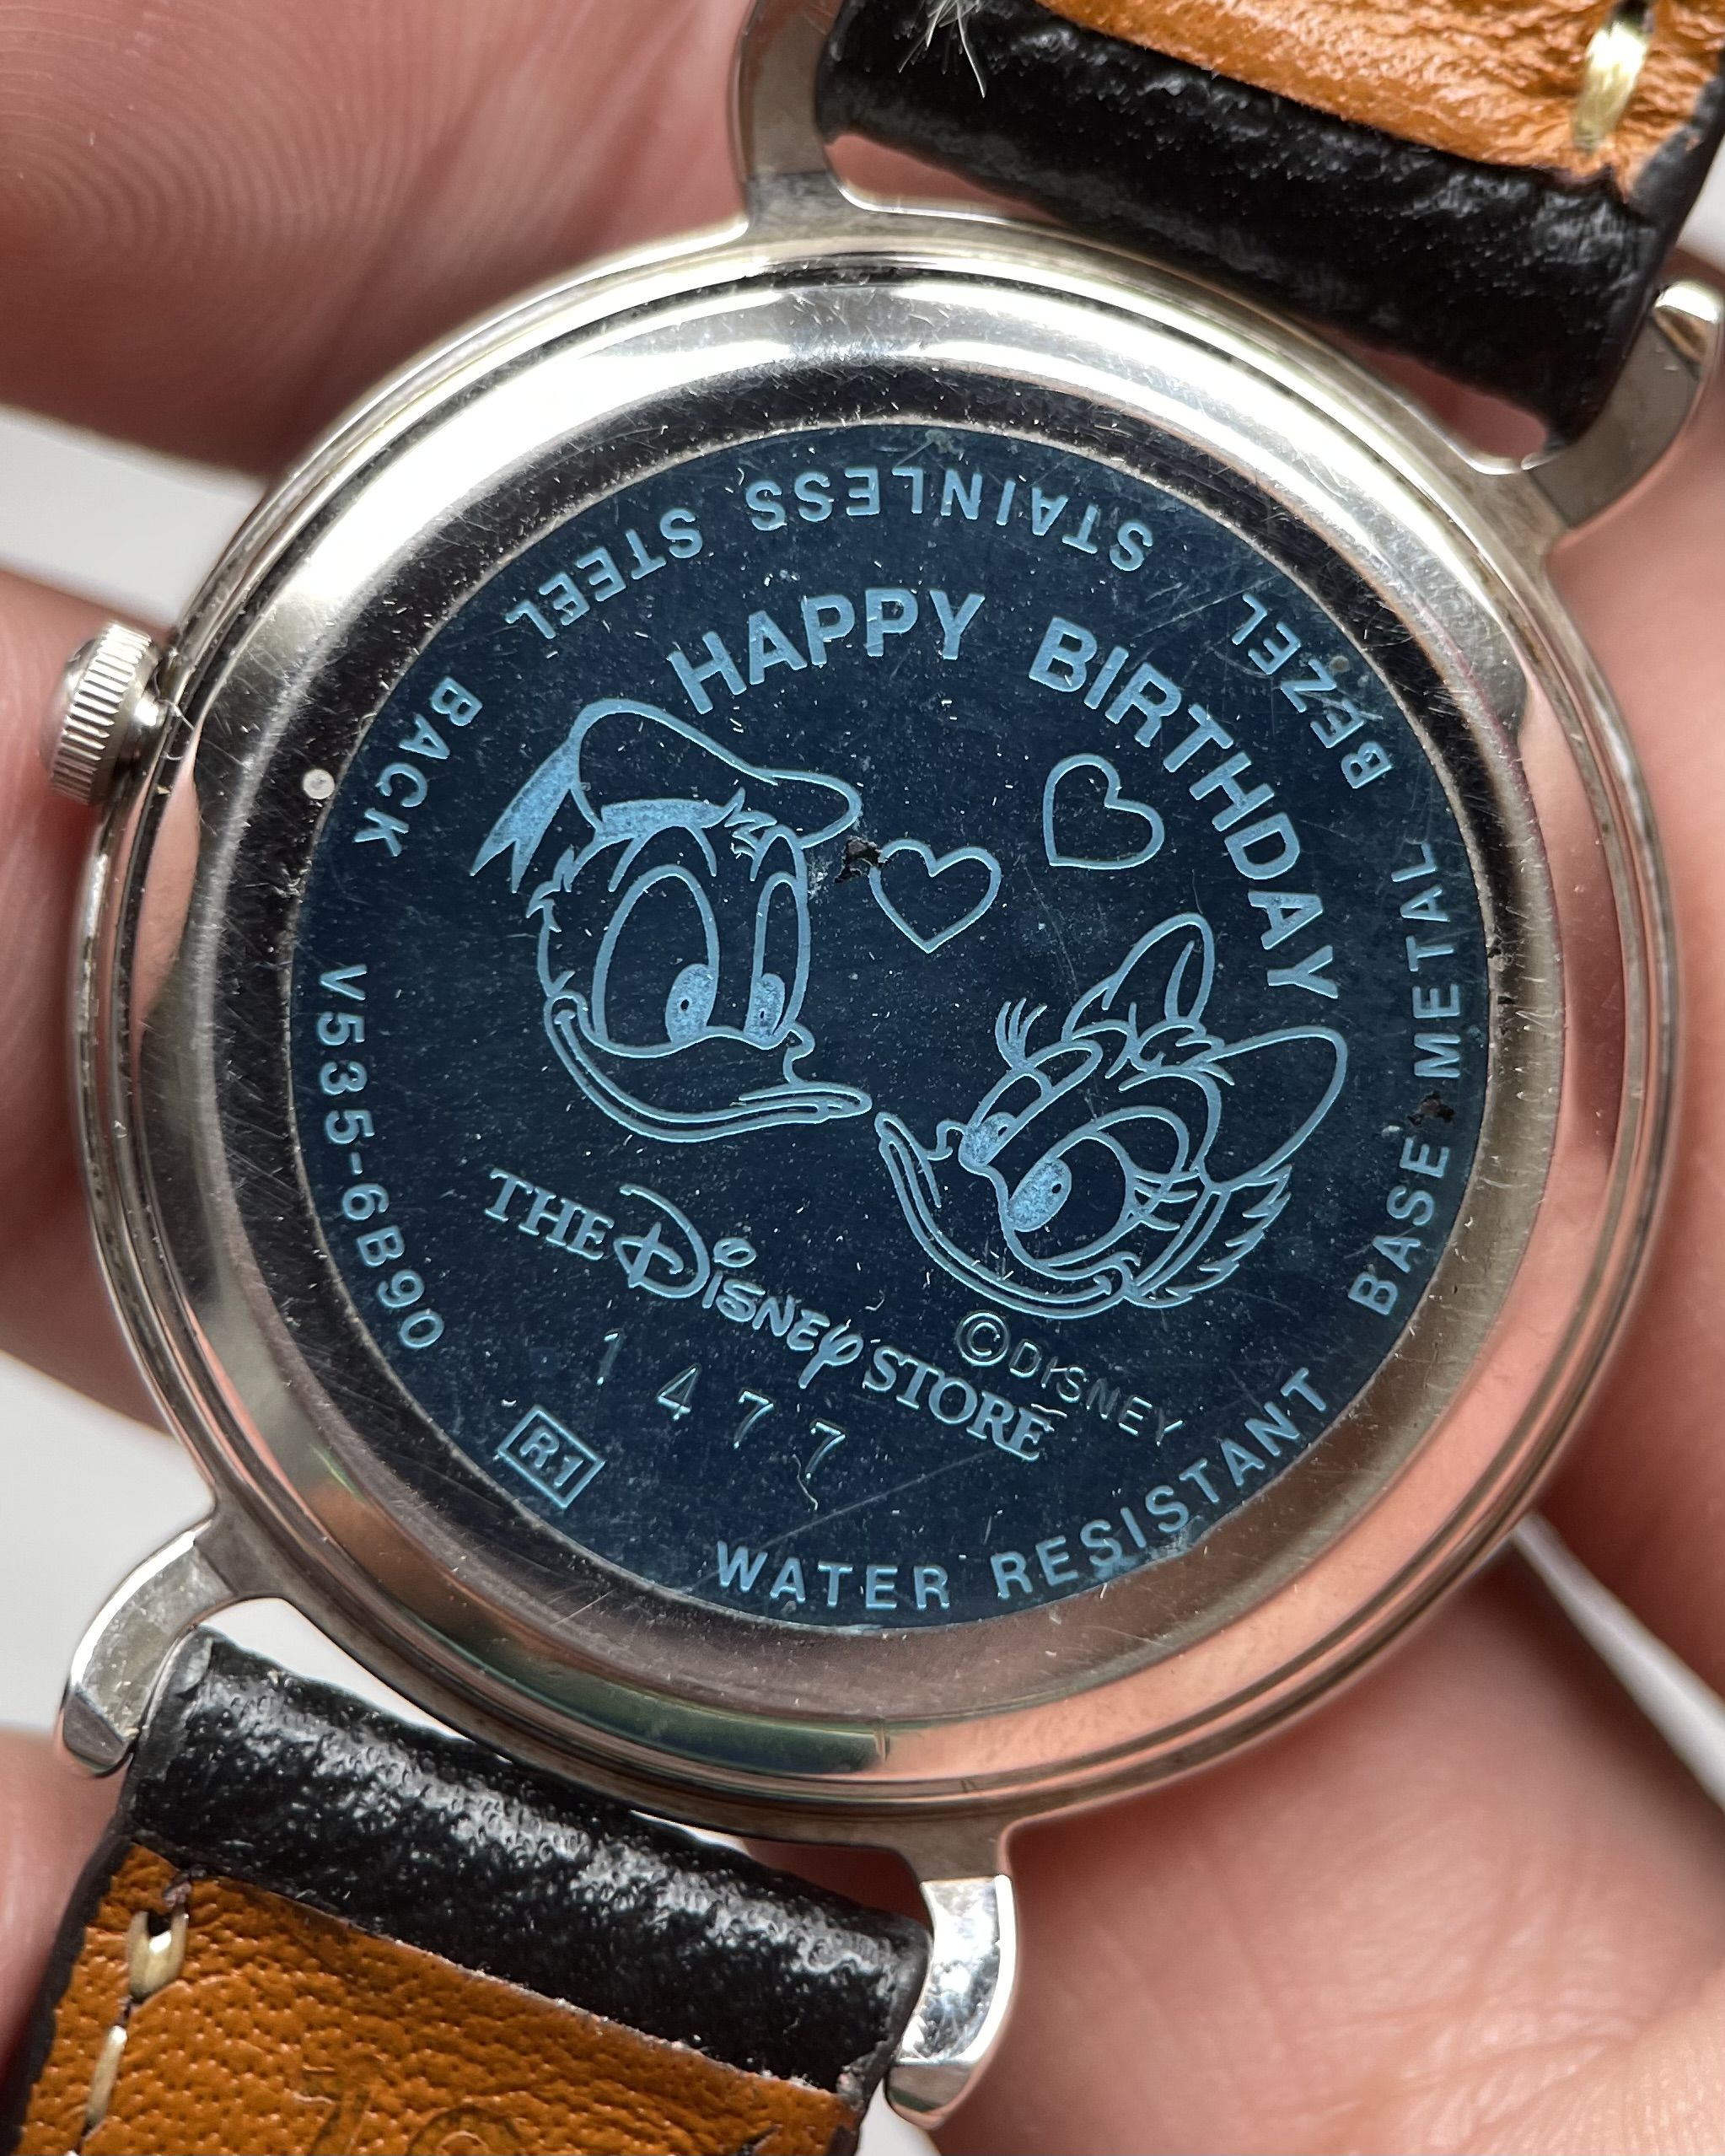 HAPPY BIRTHDAY
THE DISNEY STORE
©DISNEY
1477
R1
V535-6B90
WATER RESISTANT
BASE METAL
BEZEL
STAINLESS STEEL
BACK